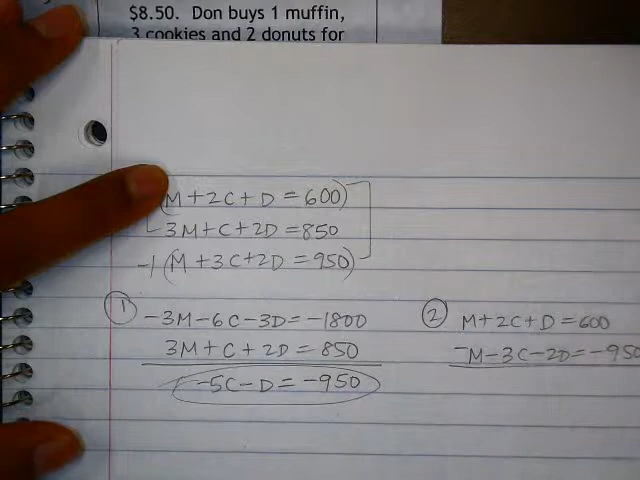 $8.50. Don buys 1 muffin,
3 cookies and 2 donuts for
(M+2C+D=600)
3M+C+2D=850
-1(M+3C+2D=950)
1
-3M-6C-3D=-1800
3M+C+2D=850
-5C-D=-950
2
M+2C+D=600
-M-3C-2D=-950